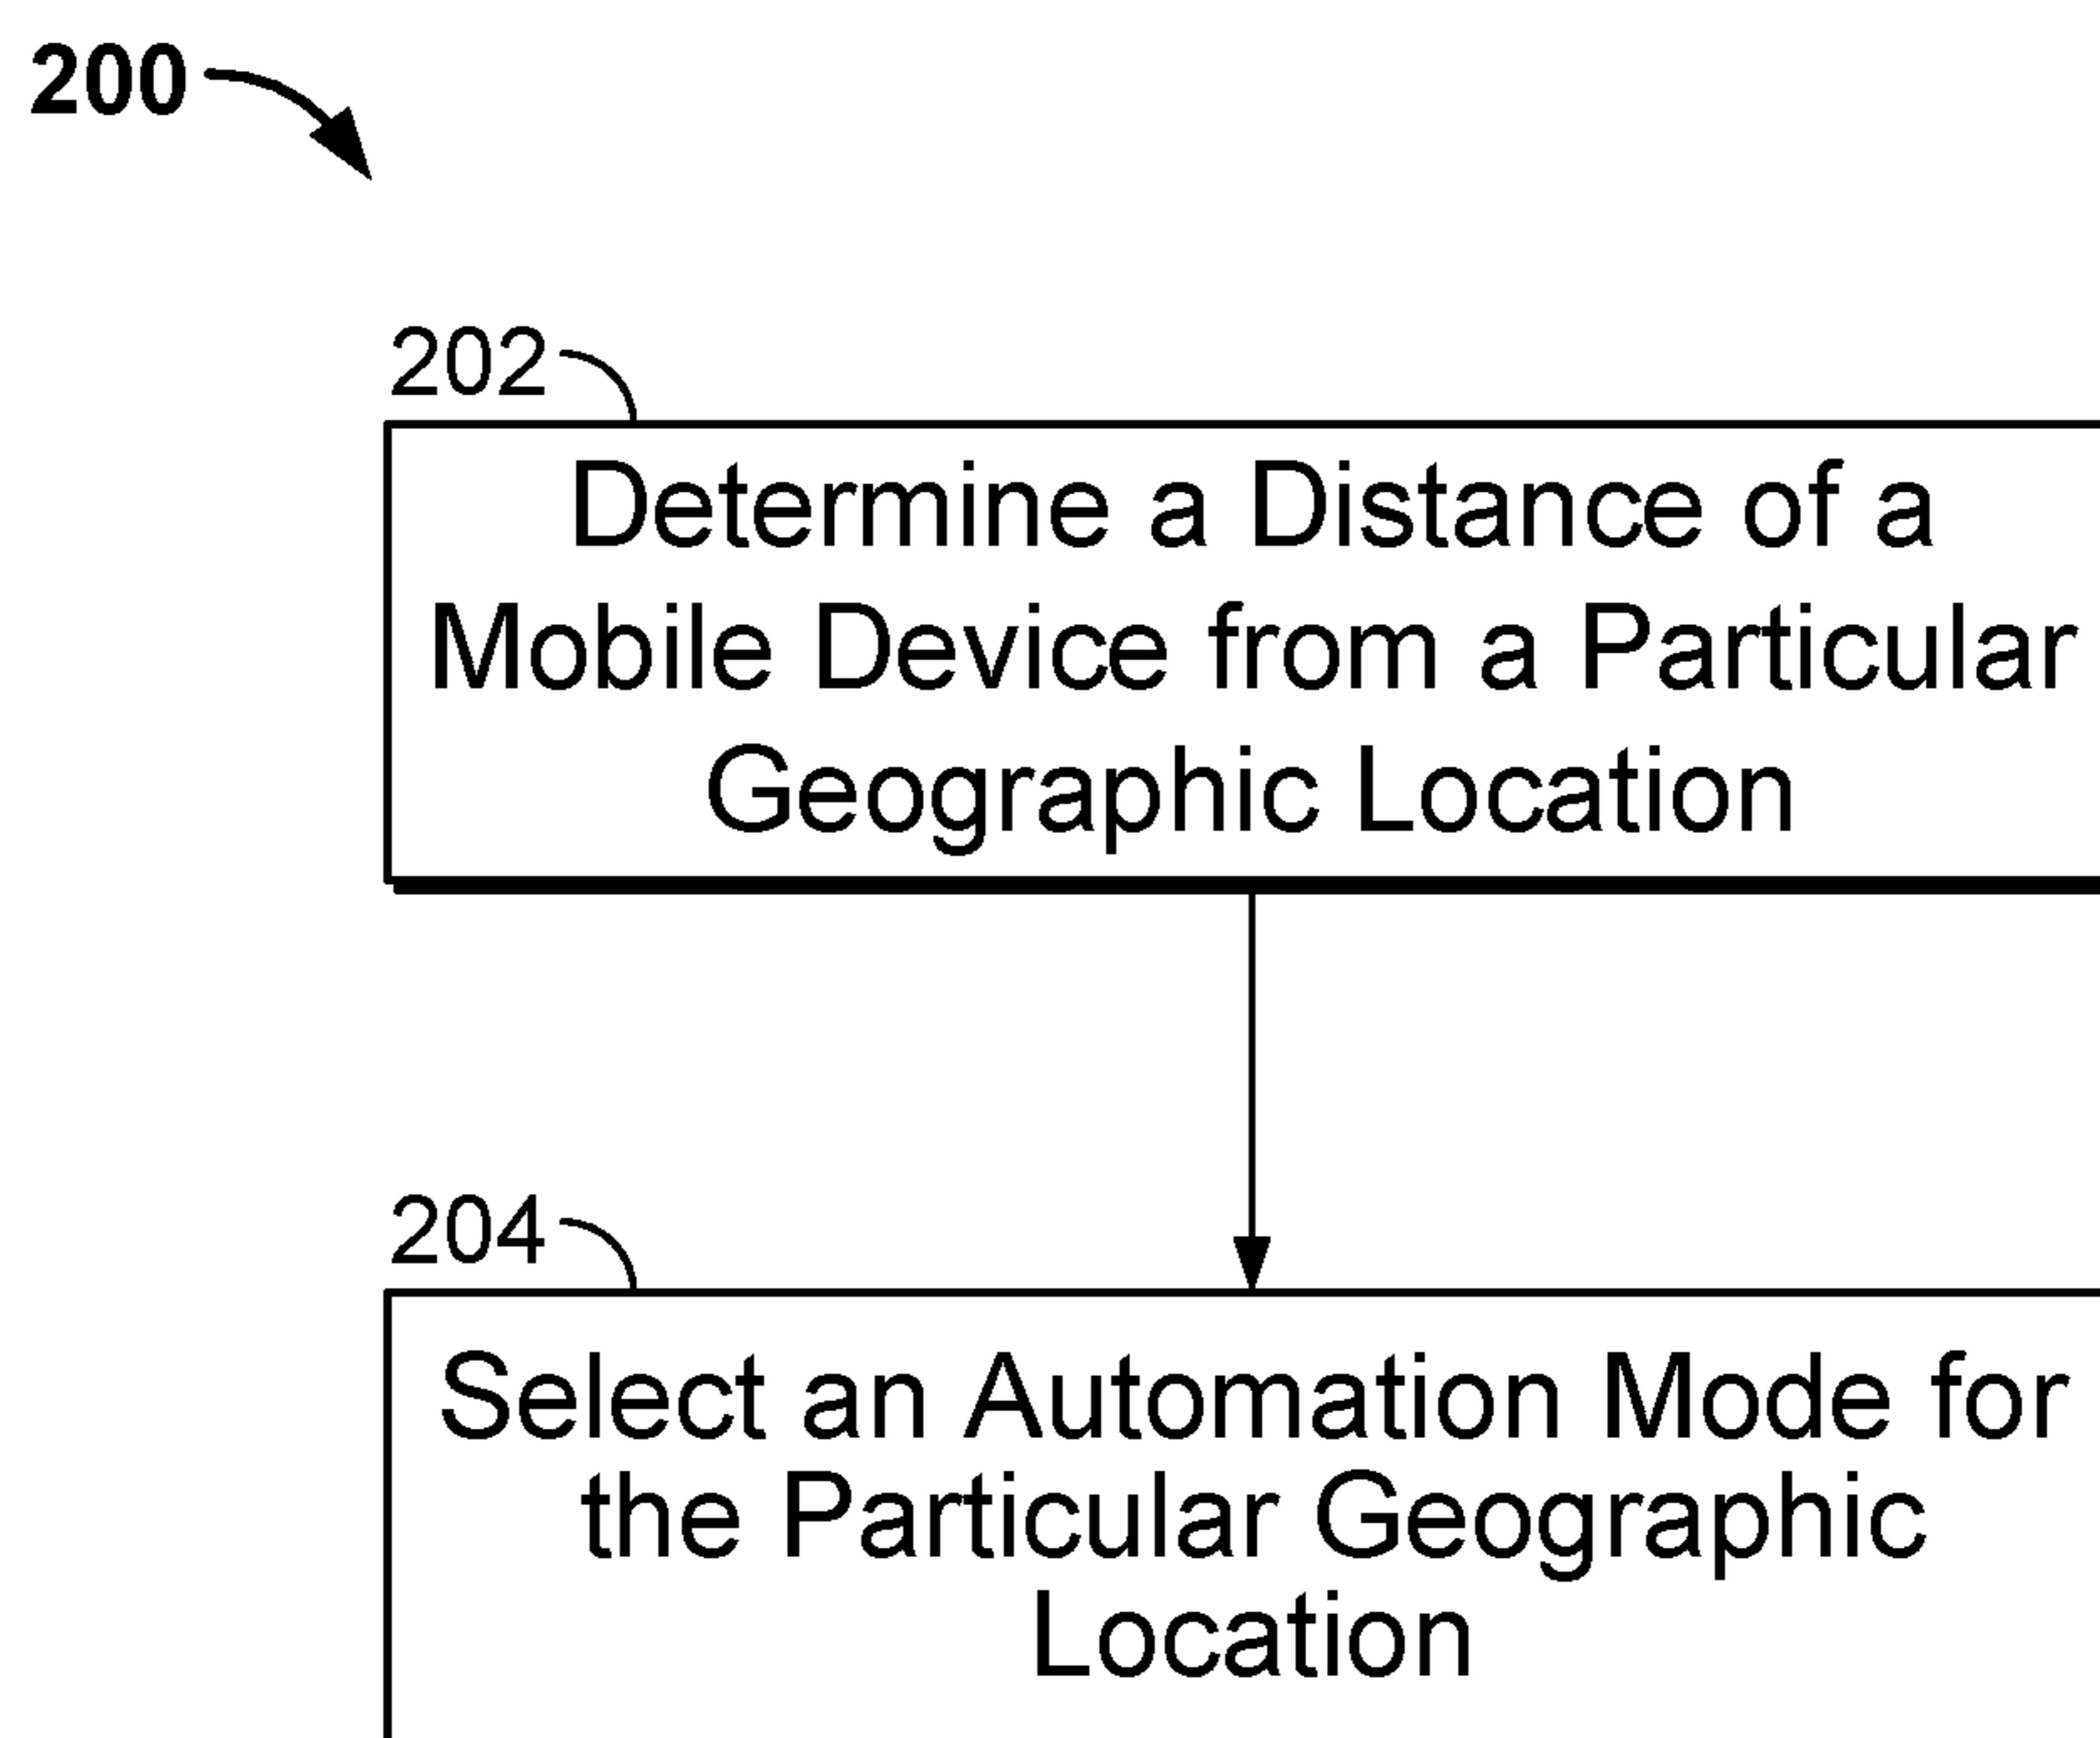 200
202
Determine a Distance of a
Mobile Device from a Particular
Geographic Location
204
Select an Automation Mode for
the Particular Geographic
Location